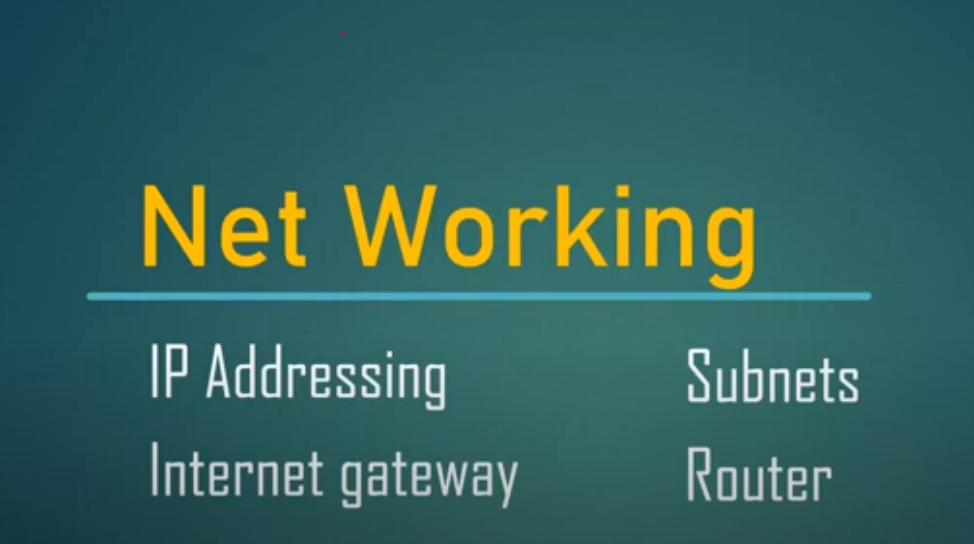 Net Working
IP Addressing
Subnets
Internet gateway
Router